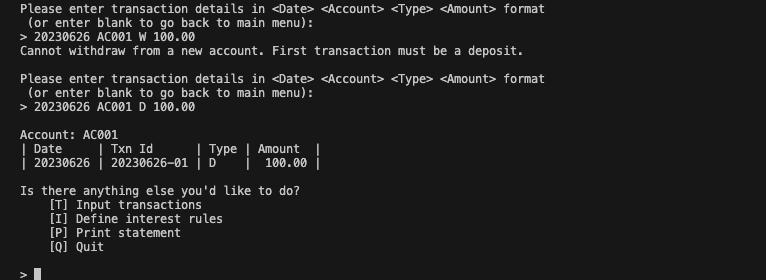 Please enter transaction details in <Date> <Account> <Type> <Amount> format
(or enter blank to go back to main menu):
> 20230626 AC001 W 100.00
Cannot withdraw from a new account. First transaction must be a deposit.
Please enter transaction details in <Date> <Account> <Type> <Amount> format
(or enter blank to go back to main menu):
> 20230626 AC001 D 100.00
Account: AC001
| Date     | Txn Id      | Type | Amount  |
| 20230626 | 20230626-01 | D    |  100.00 |
Is there anything else you'd like to do?
[T] Input transactions
[I] Define interest rules
[P] Print statement
[Q] Quit
>